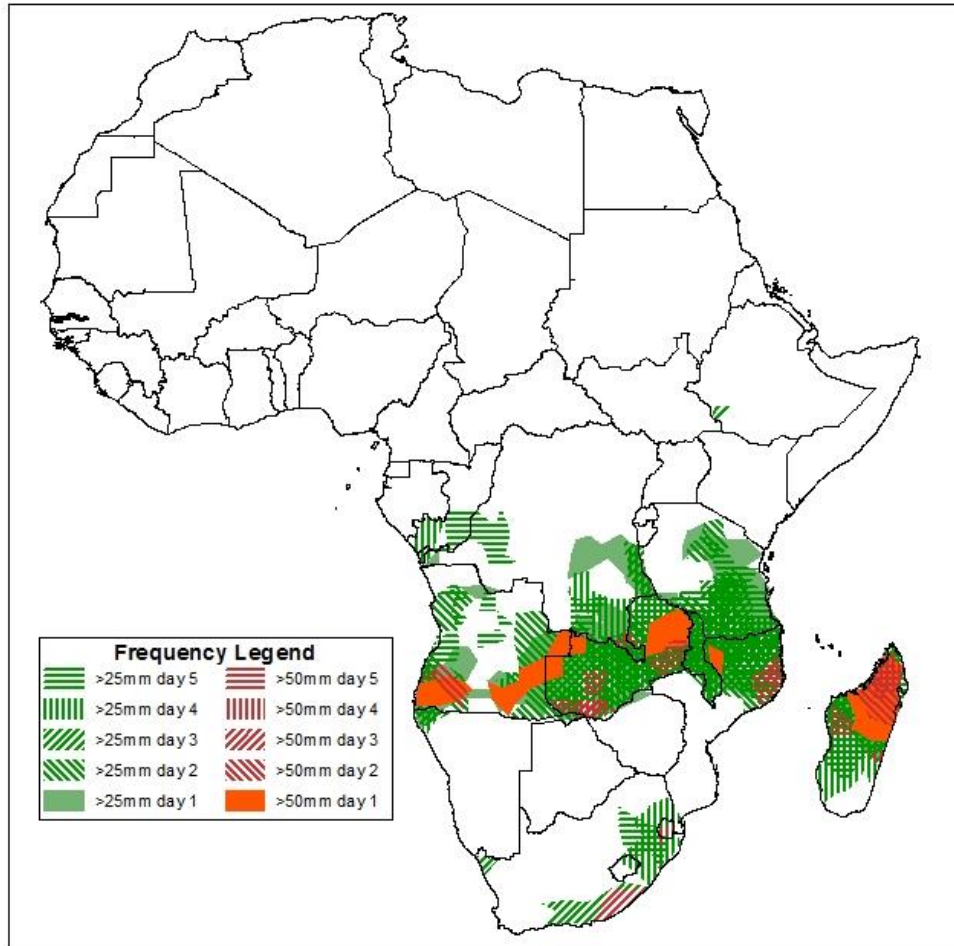 Frequency Legend
>25mm day 5 >50mm day 5
>25mm day 4 >50mm day 4
>25mm day 3 >50mm day 3
>25mm day 2 >50mm day 2
>25mm day 1 >50mm day 1